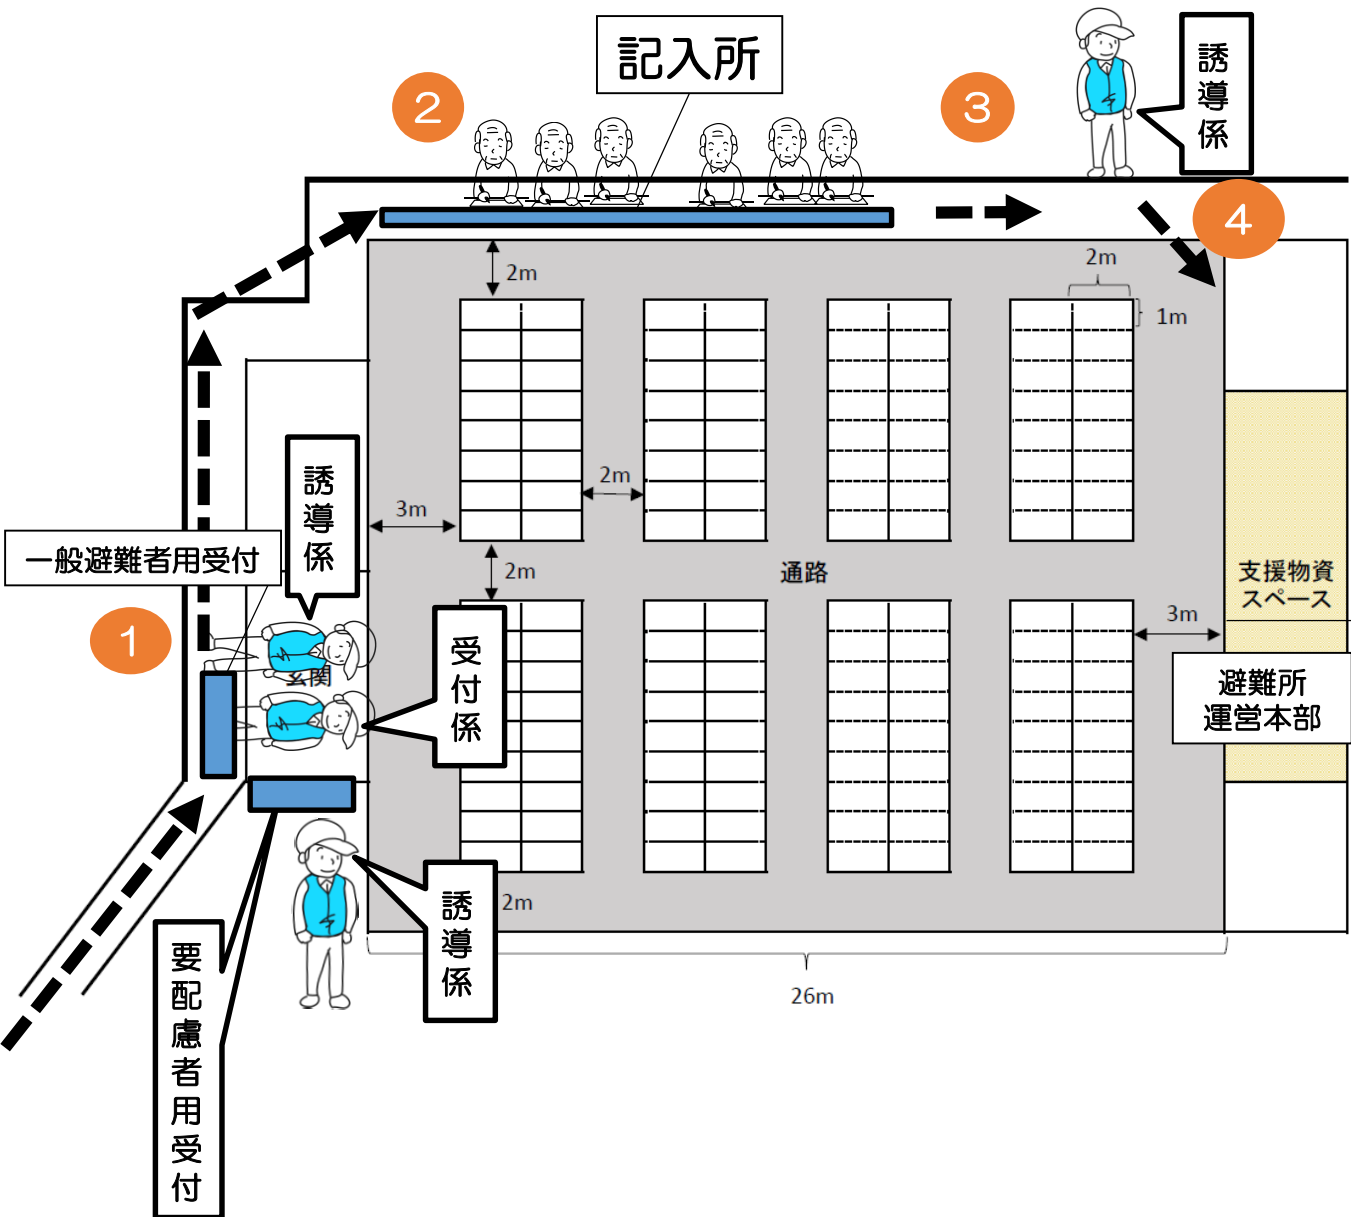 記入所
誘導係
２
３
４
2m
2m
1m
誘導係
2m
3m
一般避難者用受付
2m
通路
支援物資
スペース
１
3m
受付係
玄関
避難所
運営本部
2m
誘導係
要配慮者用受付
26m